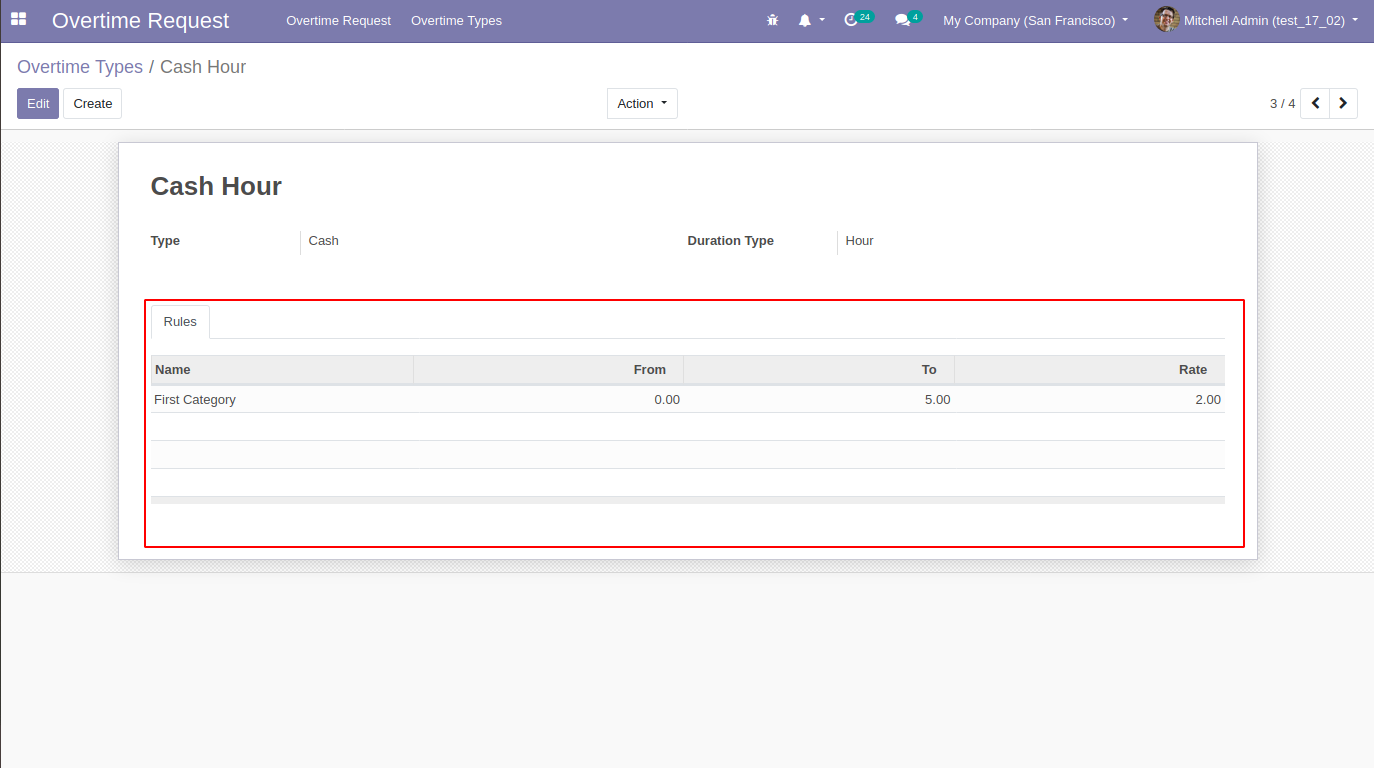 Overtime Request Overtime Request Overtime Types 24 4 My Company (San Francisco) Mitchell Admin (test_17_02)
Overtime Types / Cash Hour
Edit Create Action 3 / 4
Cash Hour
Type Cash Duration Type Hour
Rules
Name From To Rate
First Category 0.00 5.00 2.00